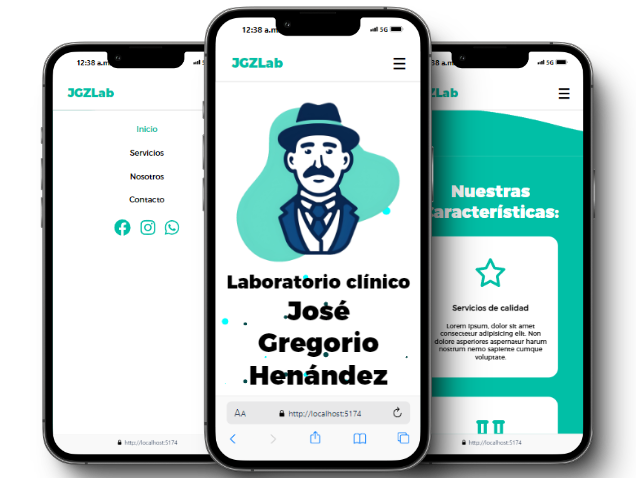 12:38 a.m
JGZLab
Inicio
Servicios
Nosotros
Contacto
http://localhost:5174
12:38 a.m
5G
JGZLab
Laboratorio clínico
José
Gregorio
Henández
AA
http://localhost:5174
12:38 a.m
5G
Lab
Nuestras
Características:
Servicios de calidad
Lorem ipsum, dolor sit amet
consectetur adipisicing elit. Non
dolore asperiores aspernatur harum
nostrum nemo sapiente cumque
voluptate.
http://localhost:5174